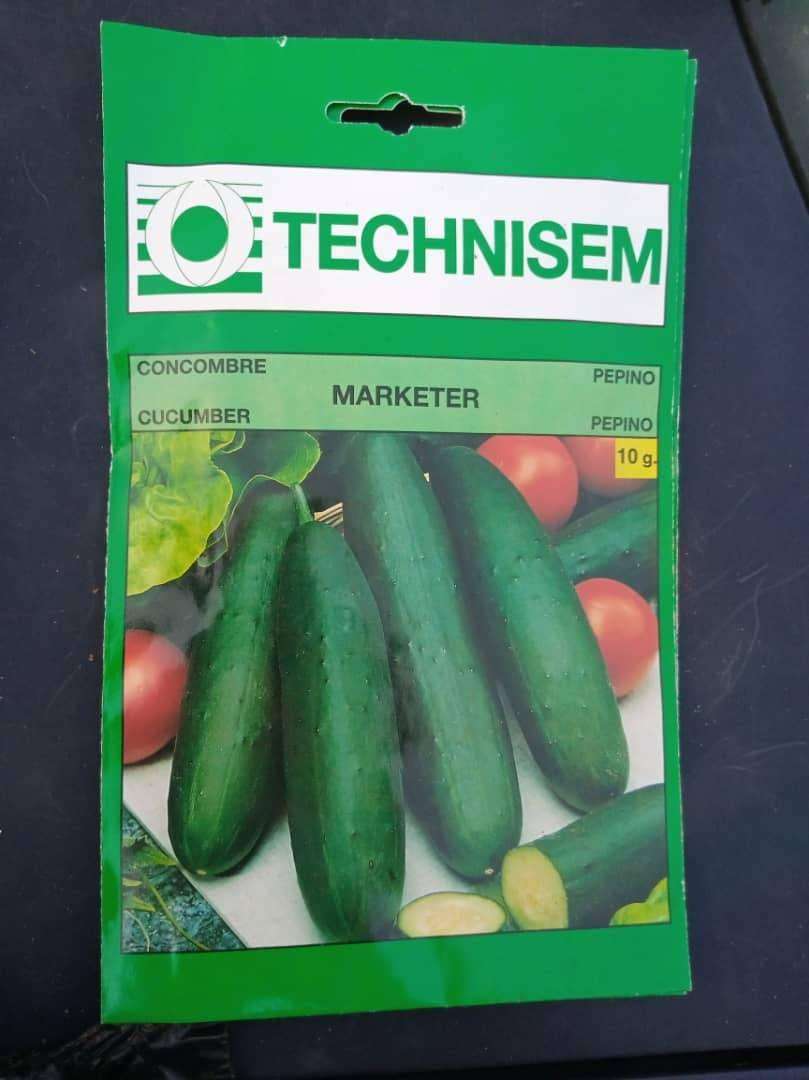 TECHNISEM
CONCOMBRE
PEPINO
MARKETER
CUCUMBER
PEPINO
10 g.